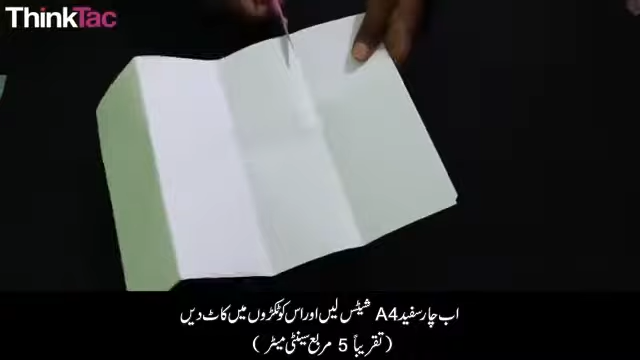 ThinkTac
اب چار سفید A4 شیٹس لیں اور اس کو ٹکڑوں میں کاٹ دیں
(تقریباً 5 مربع سینٹی میٹر)